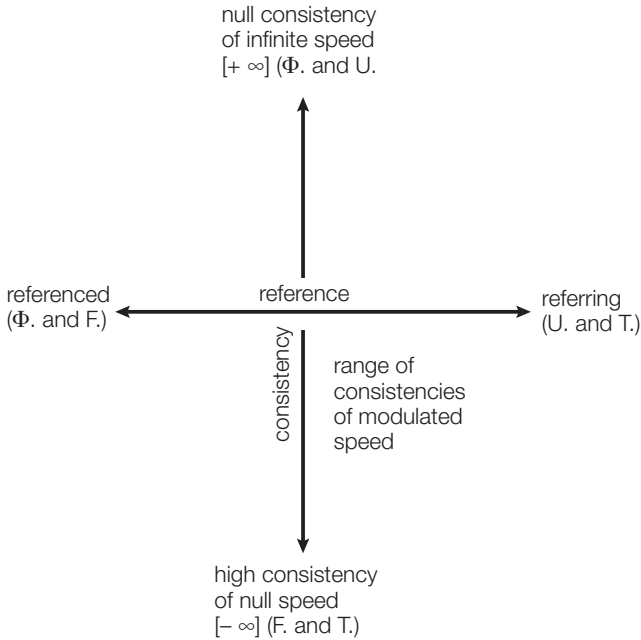 null consistency
of infinite speed
[+ ∞] (Φ. and U.
referenced
(Φ. and F.)
reference
referring
(U. and T.)
consistency
range of
consistencies
of modulated
speed
high consistency
of null speed
[– ∞] (F. and T.)